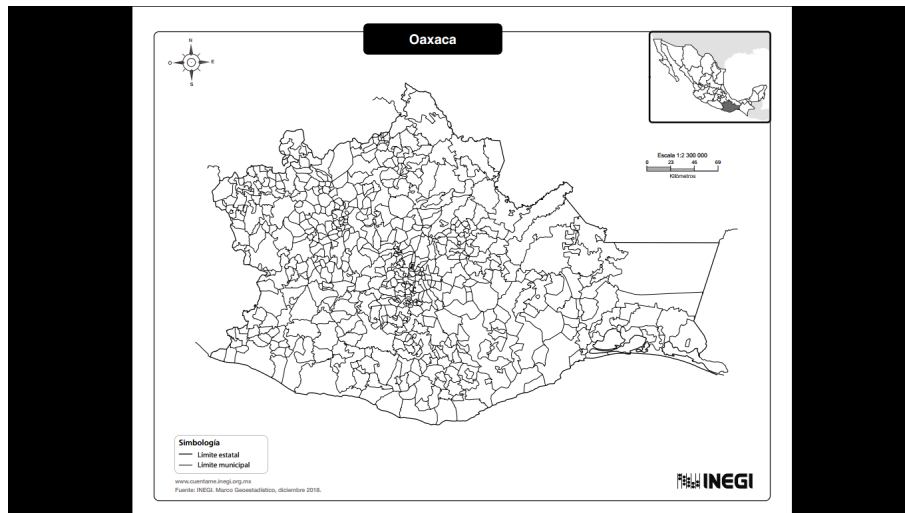 Oaxaca
N
O
E
S
Escala 1:2 300 000
0 23 46 69
Kilómetros
Simbología
Límite estatal
Límite municipal
www.cuentame.inegi.org.mx
Fuente: INEGI. Marco Geoestadístico, diciembre 2018.
INEGI